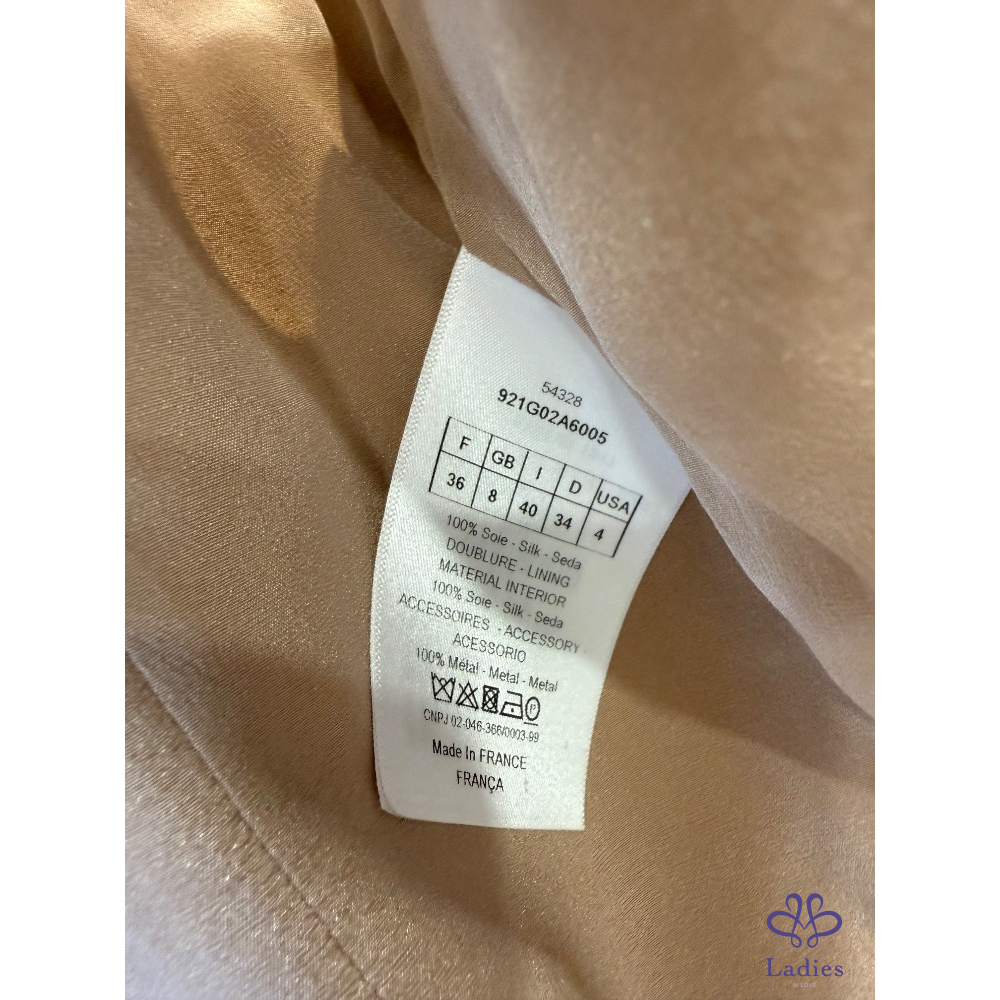 54328
921G02A6005
F GB I D USA
36 8 40 34 4
100% Soie - Silk - Seda
DOUBLURE - LINING
MATERIAL INTERIOR
100% Soie - Silk - Seda
ACCESSOIRES - ACCESSORY -
ACESSORIO
100% Métal - Metal - Metal
P
CNPJ 02-046-366/0003-99
Made In FRANCE
FRANÇA
Ladies
IN LOVE